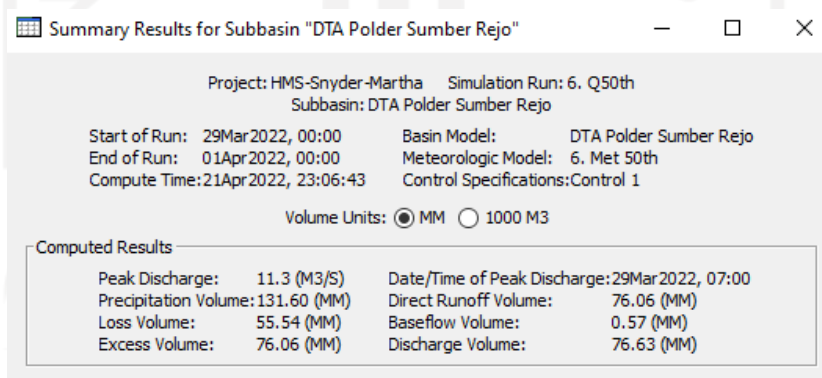 Summary Results for Subbasin "DTA Polder Sumber Rejo"
Project: HMS-Snyder-Martha Simulation Run: 6. Q50th
Subbasin: DTA Polder Sumber Rejo
Start of Run: 29Mar2022, 00:00 Basin Model: DTA Polder Sumber Rejo
End of Run: 01Apr2022, 00:00 Meteorologic Model: 6. Met 50th
Compute Time:21Apr2022, 23:06:43 Control Specifications:Control 1
Volume Units: MM 1000 M3
Computed Results
Peak Discharge: 11.3 (M3/S) Date/Time of Peak Discharge:29Mar2022, 07:00
Precipitation Volume:131.60 (MM) Direct Runoff Volume: 76.06 (MM)
Loss Volume: 55.54 (MM) Baseflow Volume: 0.57 (MM)
Excess Volume: 76.06 (MM) Discharge Volume: 76.63 (MM)